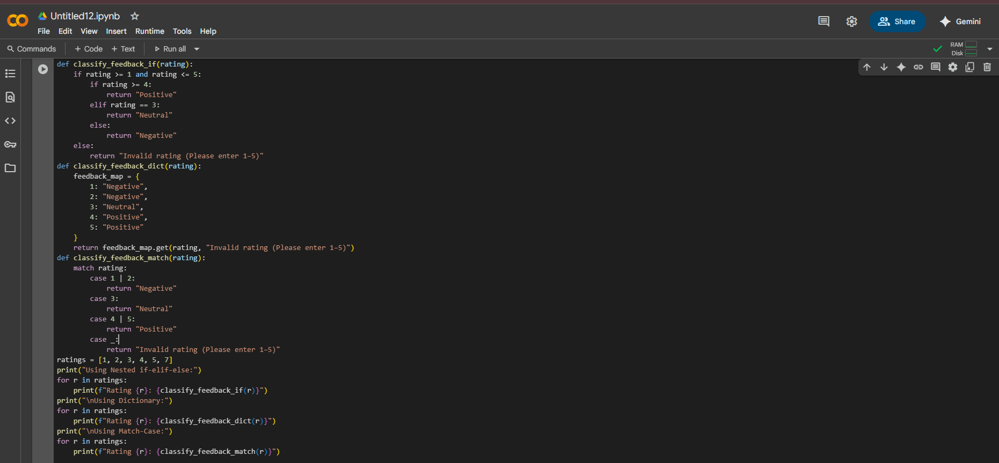 Untitled12.ipynb
File Edit View Insert Runtime Tools Help
Share
Gemini
Commands + Code + Text Run all
RAM
Disk
def classify_feedback_if(rating):
    if rating >= 1 and rating <= 5:
        if rating >= 4:
            return "Positive"
        elif rating == 3:
            return "Neutral"
        else:
            return "Negative"
    else:
        return "Invalid rating (Please enter 1–5)"
def classify_feedback_dict(rating):
    feedback_map = {
        1: "Negative",
        2: "Negative",
        3: "Neutral",
        4: "Positive",
        5: "Positive"
    }
    return feedback_map.get(rating, "Invalid rating (Please enter 1–5)")
def classify_feedback_match(rating):
    match rating:
        case 1 | 2:
            return "Negative"
        case 3:
            return "Neutral"
        case 4 | 5:
            return "Positive"
        case _:
            return "Invalid rating (Please enter 1–5)"
ratings = [1, 2, 3, 4, 5, 7]
print("Using Nested if-elif-else:")
for r in ratings:
    print(f"Rating {r}: {classify_feedback_if(r)}")
print("\nUsing Dictionary:")
for r in ratings:
    print(f"Rating {r}: {classify_feedback_dict(r)}")
print("\nUsing Match-Case:")
for r in ratings:
    print(f"Rating {r}: {classify_feedback_match(r)}")